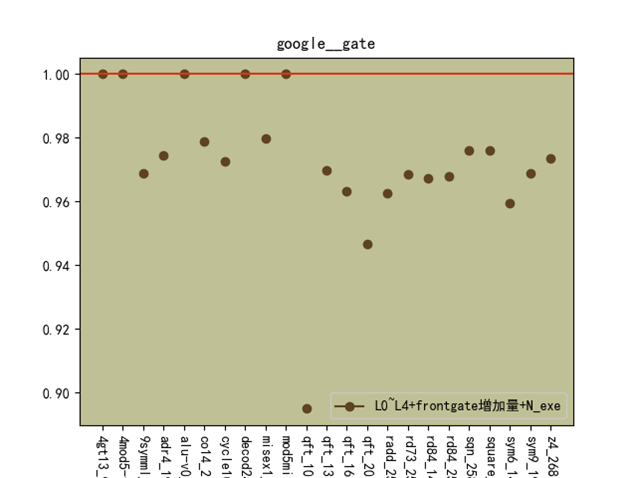 google__gate
1.00
0.98
0.96
0.94
0.92
0.90
L0~L4+frontgate增加量+N_exe
4gt13_
4mod5-
9symml
adr4_1
alu-v0
co14_2
cycle1
decod2
misex1
mod5mi
qft_10
qft_13
qft_16
qft_20
radd_2
rd73_2
rd84_14
rd84_2
sqn_25
square
sym6_1
sym9_1
z4_268